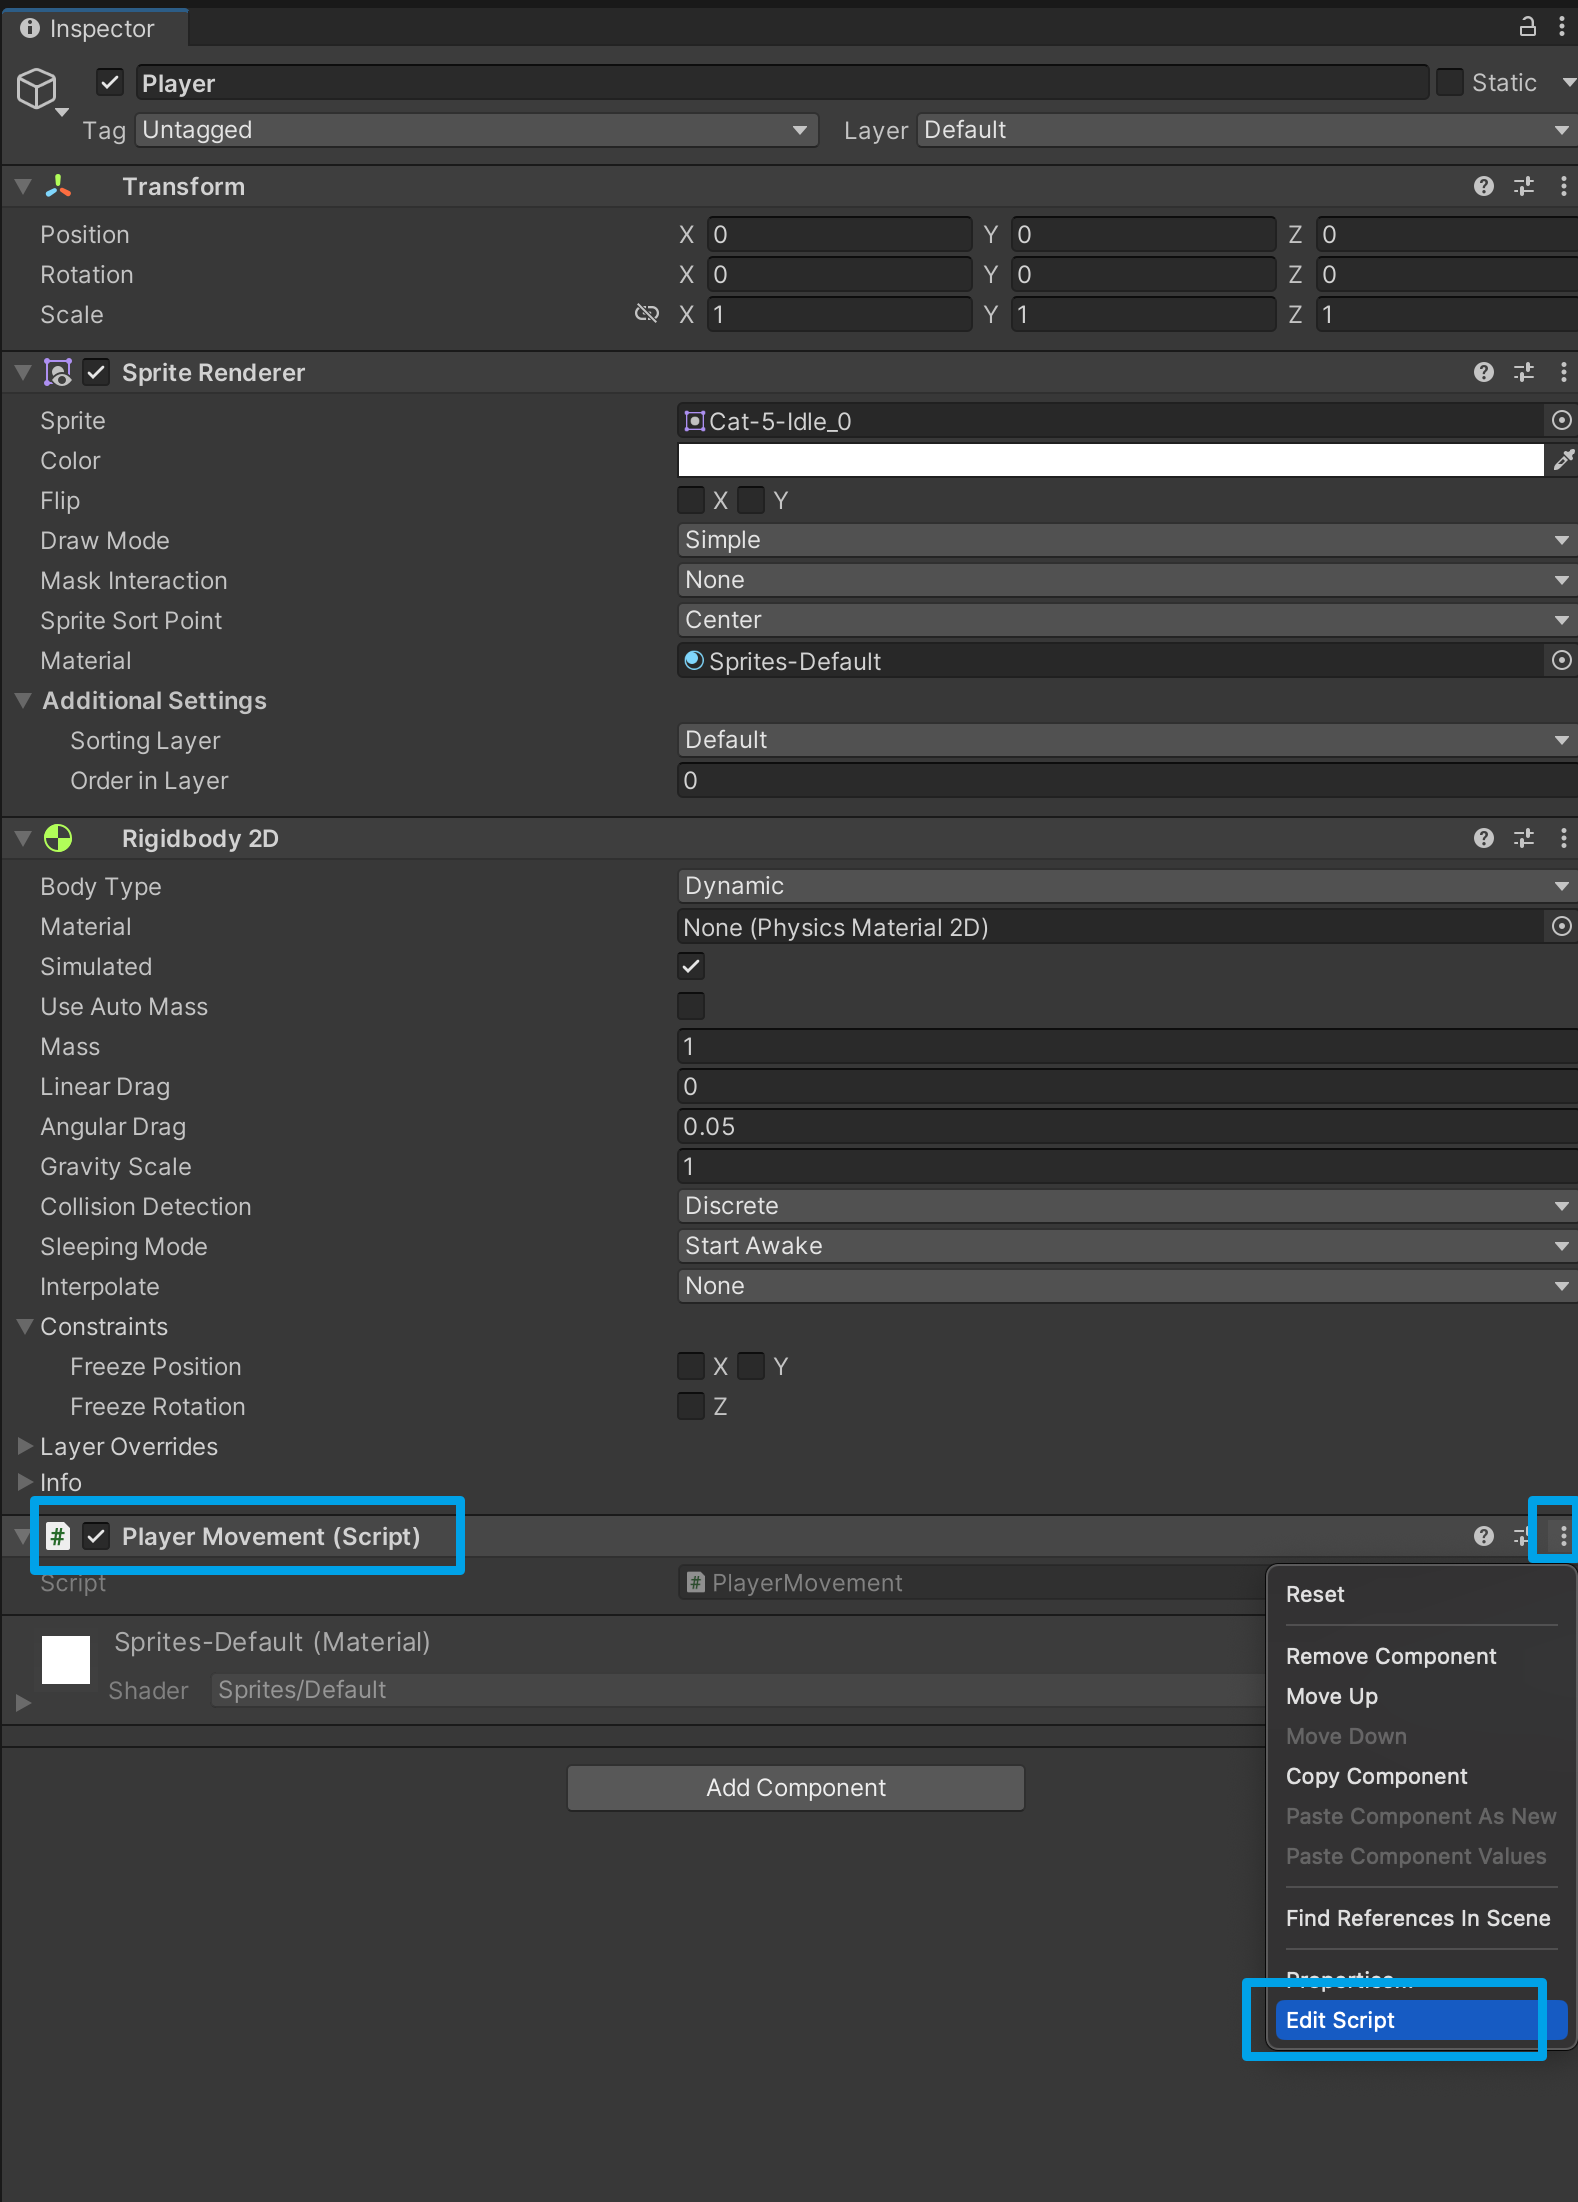 Inspector
Player
Static
Tag Untagged Layer Default
Transform
Position X 0 Y 0 Z 0
Rotation X 0 Y 0 Z 0
Scale X 1 Y 1 Z 1
Sprite Renderer
Sprite Cat-5-Idle_0
Color
Flip X Y
Draw Mode Simple
Mask Interaction None
Sprite Sort Point Center
Material Sprites-Default
Additional Settings
Sorting Layer Default
Order in Layer 0
Rigidbody 2D
Body Type Dynamic
Material None (Physics Material 2D)
Simulated
Use Auto Mass
Mass 1
Linear Drag 0
Angular Drag 0.05
Gravity Scale 1
Collision Detection Discrete
Sleeping Mode Start Awake
Interpolate None
Constraints
Freeze Position X Y
Freeze Rotation Z
Layer Overrides
Info
# Player Movement (Script)
Script # PlayerMovement
Sprites-Default (Material)
Shader Sprites/Default
Add Component
Reset
Remove Component
Move Up
Move Down
Copy Component
Paste Component As New
Paste Component Values
Find References In Scene
Properties...
Edit Script